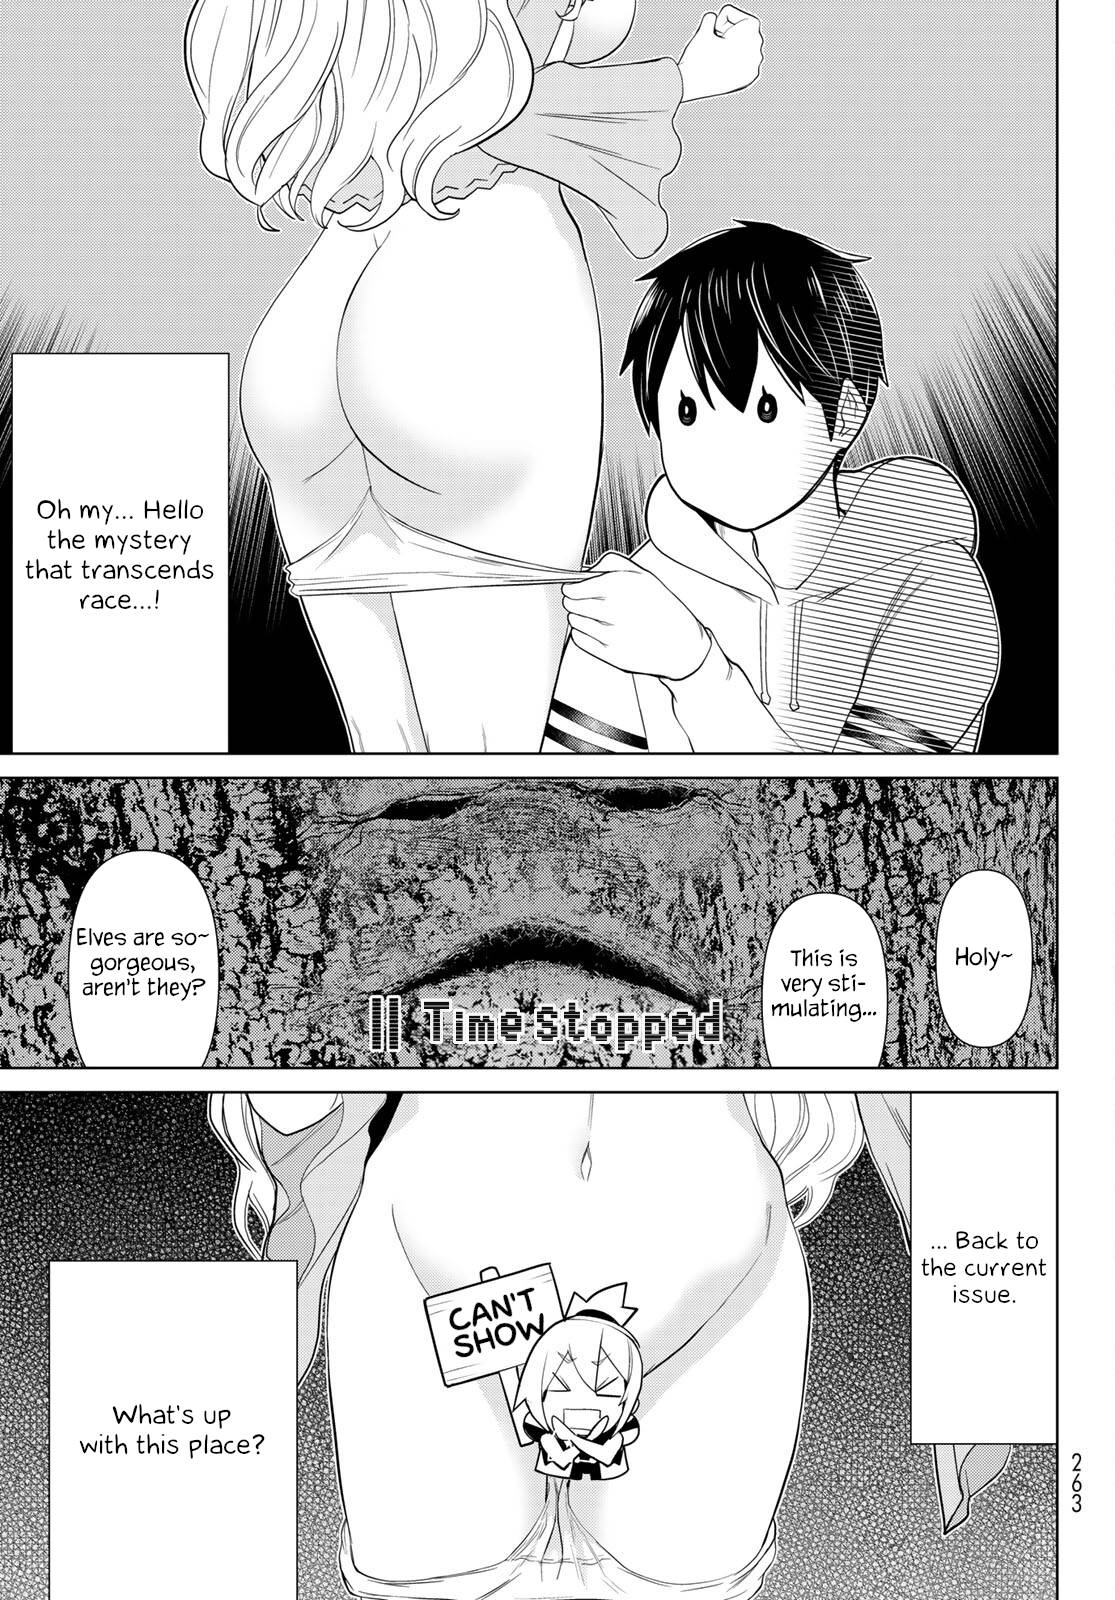 Oh my... Hello
the mystery
that transcends
race...!
Holy~
This is
very sti-
mulating...
Elves are so~
gorgeous,
aren't they?
|| Time Stopped
... Back to
the current
issue.
CAN'T
SHOW
What's up
with this place?
263